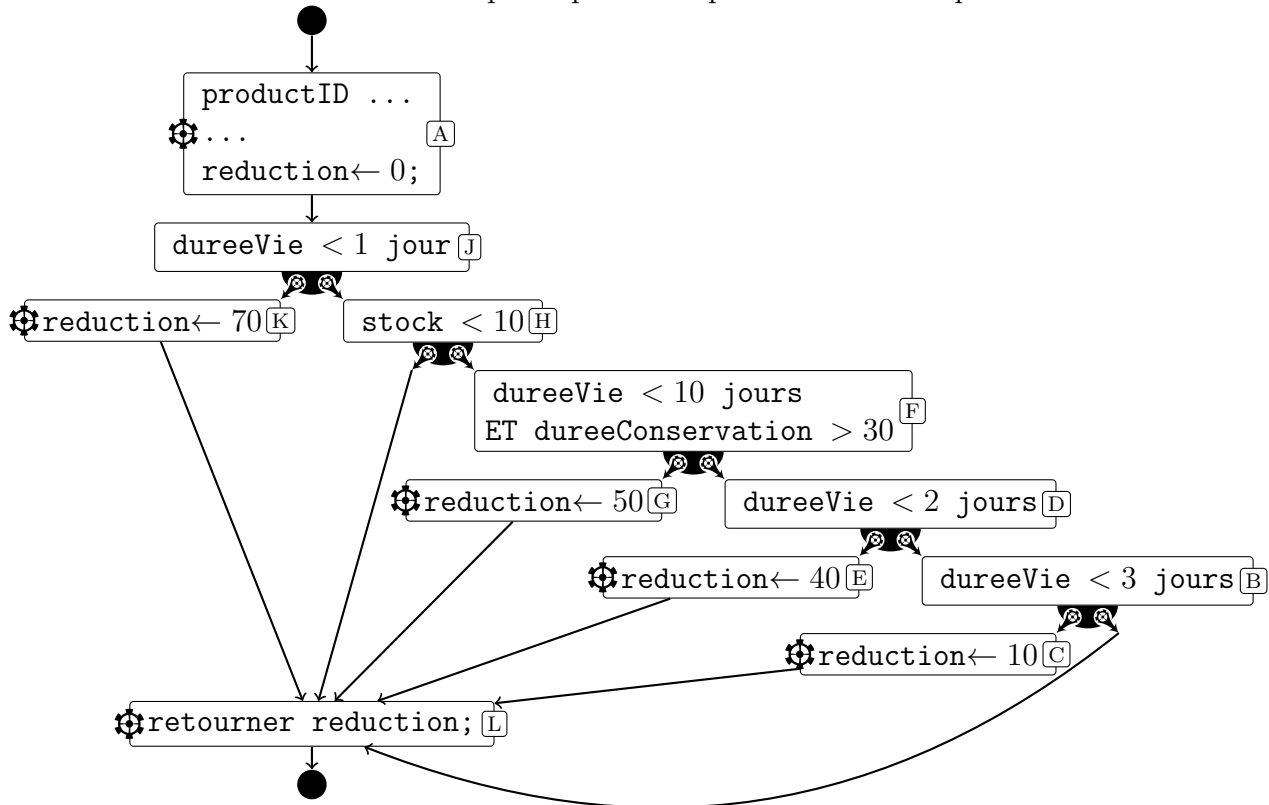 productID ...
... A
reduction← 0;
dureeVie < 1 jour J
reduction← 70 K
stock < 10 H
dureeVie < 10 jours
F
ET dureeConservation > 30
reduction← 50 G
dureeVie < 2 jours D
reduction← 40 E
dureeVie < 3 jours B
reduction← 10 C
retourner reduction; L